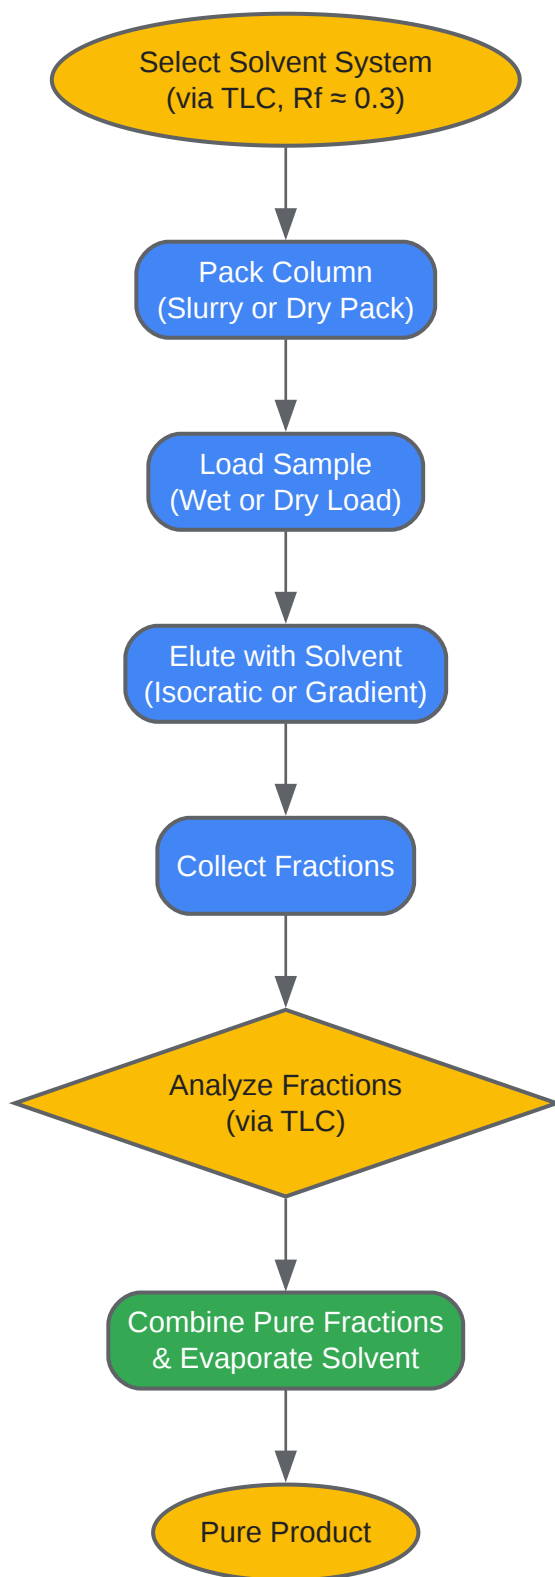 Select Solvent System
(via TLC, Rf ≈ 0.3)
Pack Column
(Slurry or Dry Pack)
Load Sample
(Wet or Dry Load)
Elute with Solvent
(Isocratic or Gradient)
Collect Fractions
Analyze Fractions
(via TLC)
Combine Pure Fractions
& Evaporate Solvent
Pure Product